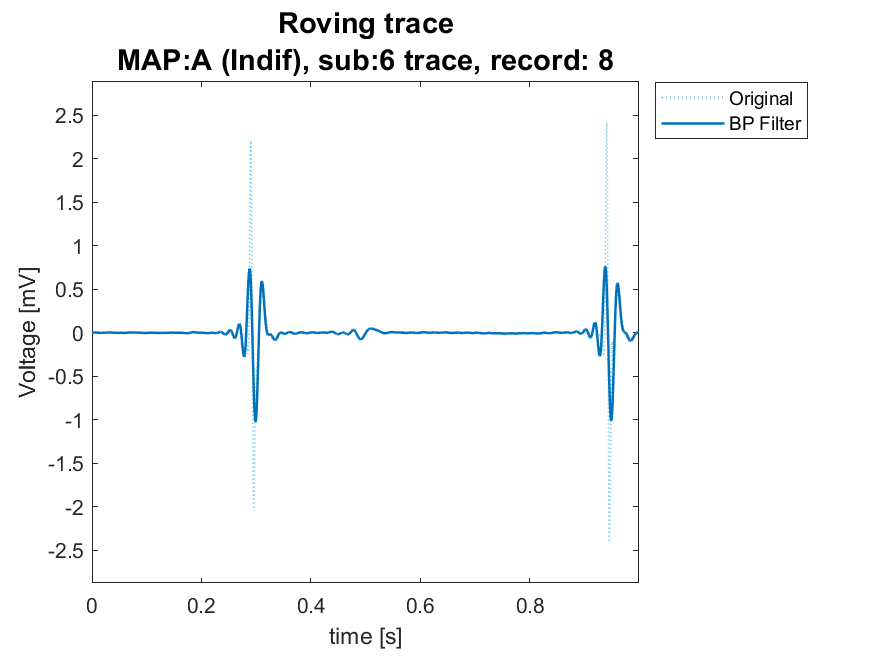 Roving trace
MAP:A (Indif), sub:6 trace, record: 8
Original
BP Filter
2.5
2
1.5
1
0.5
0
-0.5
-1
-1.5
-2
-2.5
Voltage [mV]
0 0.2 0.4 0.6 0.8
time [s]